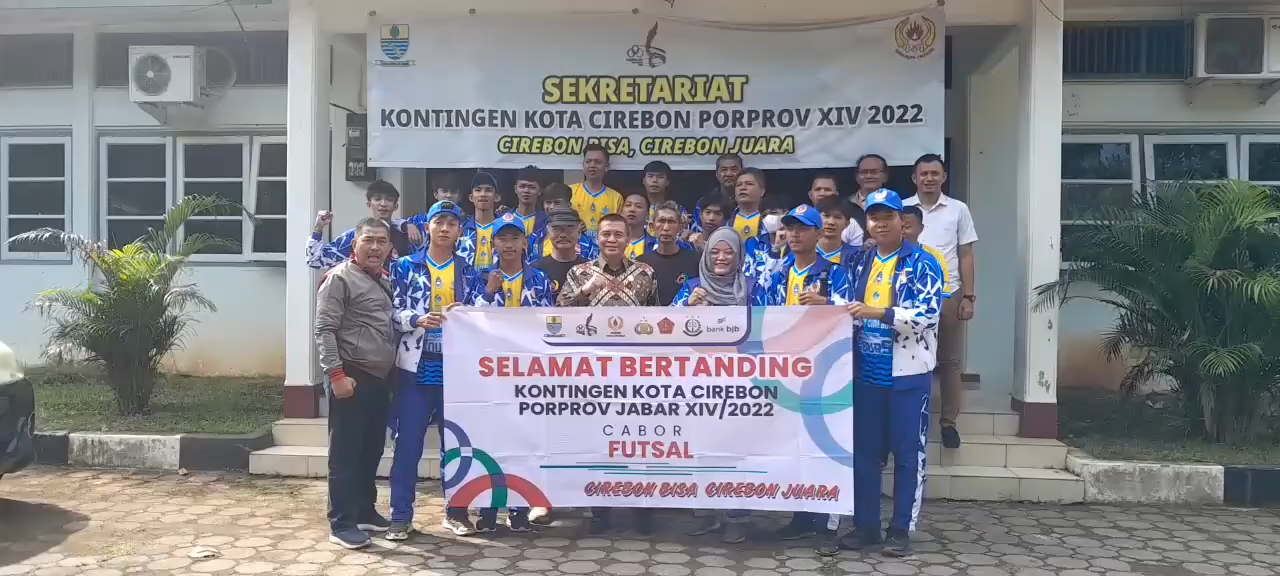 SEKRETARIAT
KONTINGEN KOTA CIREBON PORPROV XIV 2022
CIREBON BISA, CIREBON JUARA
bank bjb
SELAMAT BERTANDING
KONTINGEN KOTA CIREBON
PORPROV JABAR XIV/2022
CABOR
FUTSAL
CIREBON BISA CIREBON JUARA